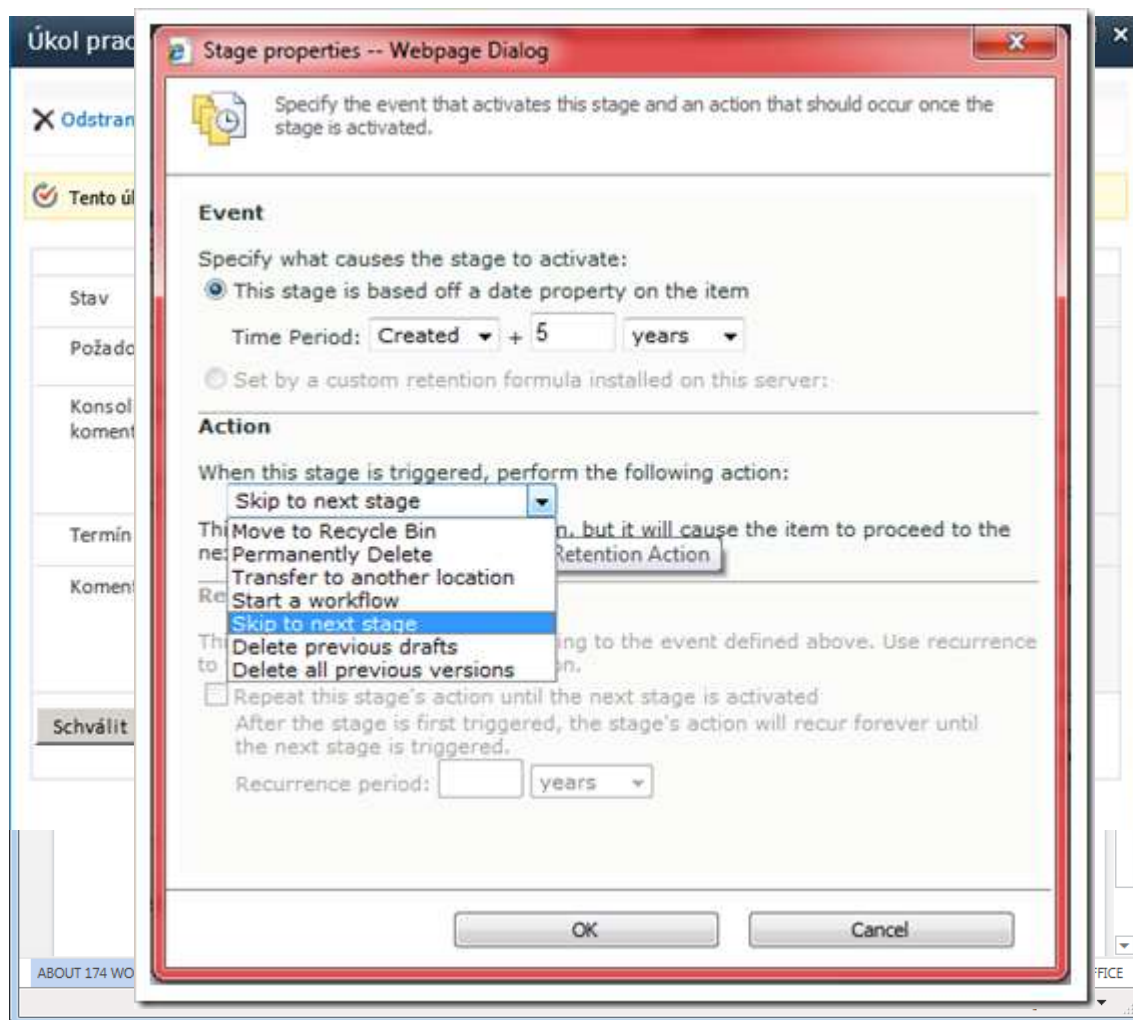 Úkol prac
Stage properties -- Webpage Dialog
Specify the event that activates this stage and an action that should occur once the
stage is activated.
Odstran
Tento úl
Event
Specify what causes the stage to activate:
This stage is based off a date property on the item
Stav
Time Period: Created + 5 years
Požado
Set by a custom retention formula installed on this server:
Konsol
koment
Action
When this stage is triggered, perform the following action:
Skip to next stage
Termín
Thi n, but it will cause the item to proceed to the
nex Retention Action
Move to Recycle Bin
Permanently Delete
Transfer to another location
Start a workflow
Skip to next stage
Delete previous drafts
Delete all previous versions
Koment
Re
Thi ing to the event defined above. Use recurrence
to on.
Repeat this stage's action until the next stage is activated
After the stage is first triggered, the stage's action will recur forever until
the next stage is triggered.
Schválit
Recurrence period: years
OK Cancel
ABOUT 174 WO
FFICE